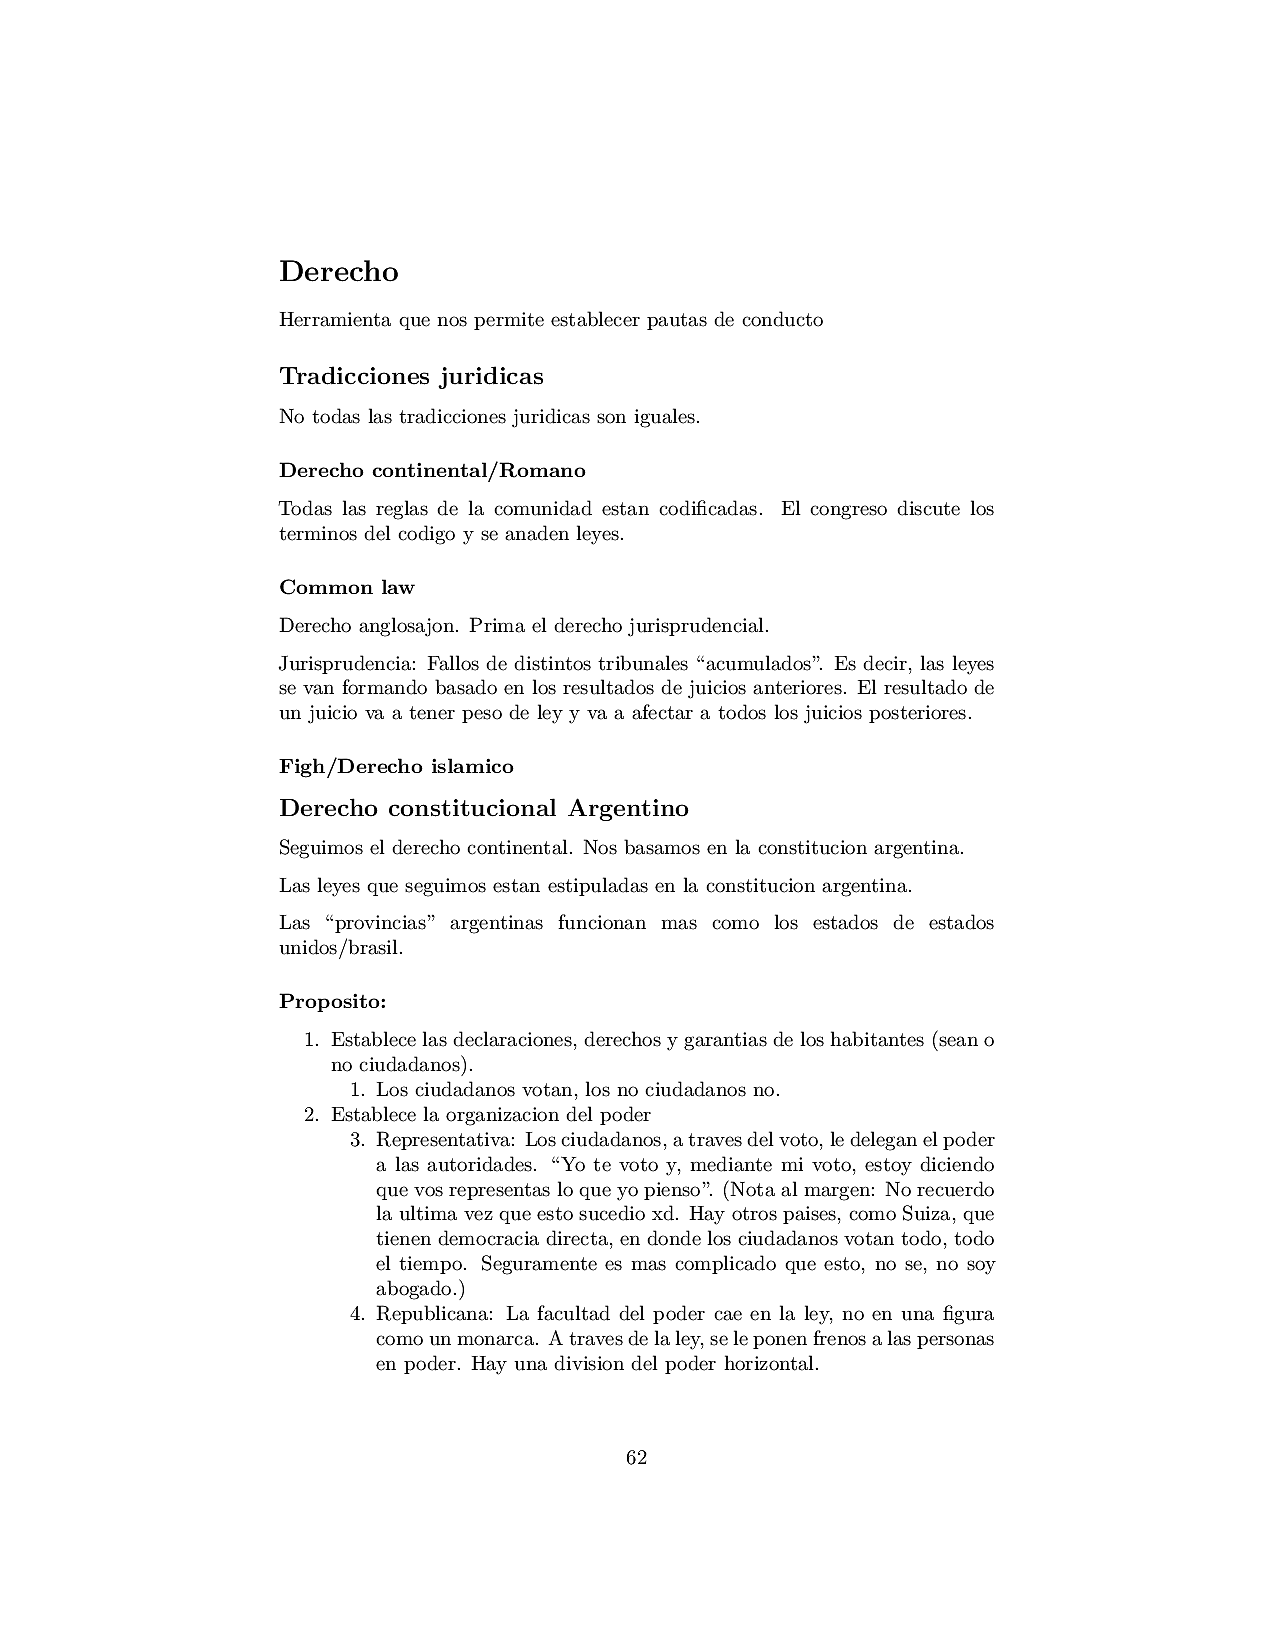 Derecho
Herramienta que nos permite establecer pautas de conducto
Tradicciones juridicas
No todas las tradicciones juridicas son iguales.
Derecho continental/Romano
Todas las reglas de la comunidad estan codificadas. El congreso discute los
terminos del codigo y se anaden leyes.
Common law
Derecho anglosajon. Prima el derecho jurisprudencial.
Jurisprudencia: Fallos de distintos tribunales “acumulados”. Es decir, las leyes
se van formando basado en los resultados de juicios anteriores. El resultado de
un juicio va a tener peso de ley y va a afectar a todos los juicios posteriores.
Figh/Derecho islamico
Derecho constitucional Argentino
Seguimos el derecho continental. Nos basamos en la constitucion argentina.
Las leyes que seguimos estan estipuladas en la constitucion argentina.
Las “provincias” argentinas funcionan mas como los estados de estados
unidos/brasil.
Proposito:
1. Establece las declaraciones, derechos y garantias de los habitantes (sean o
no ciudadanos).
1. Los ciudadanos votan, los no ciudadanos no.
2. Establece la organizacion del poder
3. Representativa: Los ciudadanos, a traves del voto, le delegan el poder
a las autoridades. “Yo te voto y, mediante mi voto, estoy diciendo
que vos representas lo que yo pienso”. (Nota al margen: No recuerdo
la ultima vez que esto sucedio xd. Hay otros paises, como Suiza, que
tienen democracia directa, en donde los ciudadanos votan todo, todo
el tiempo. Seguramente es mas complicado que esto, no se, no soy
abogado.)
4. Republicana: La facultad del poder cae en la ley, no en una figura
como un monarca. A traves de la ley, se le ponen frenos a las personas
en poder. Hay una division del poder horizontal.
62